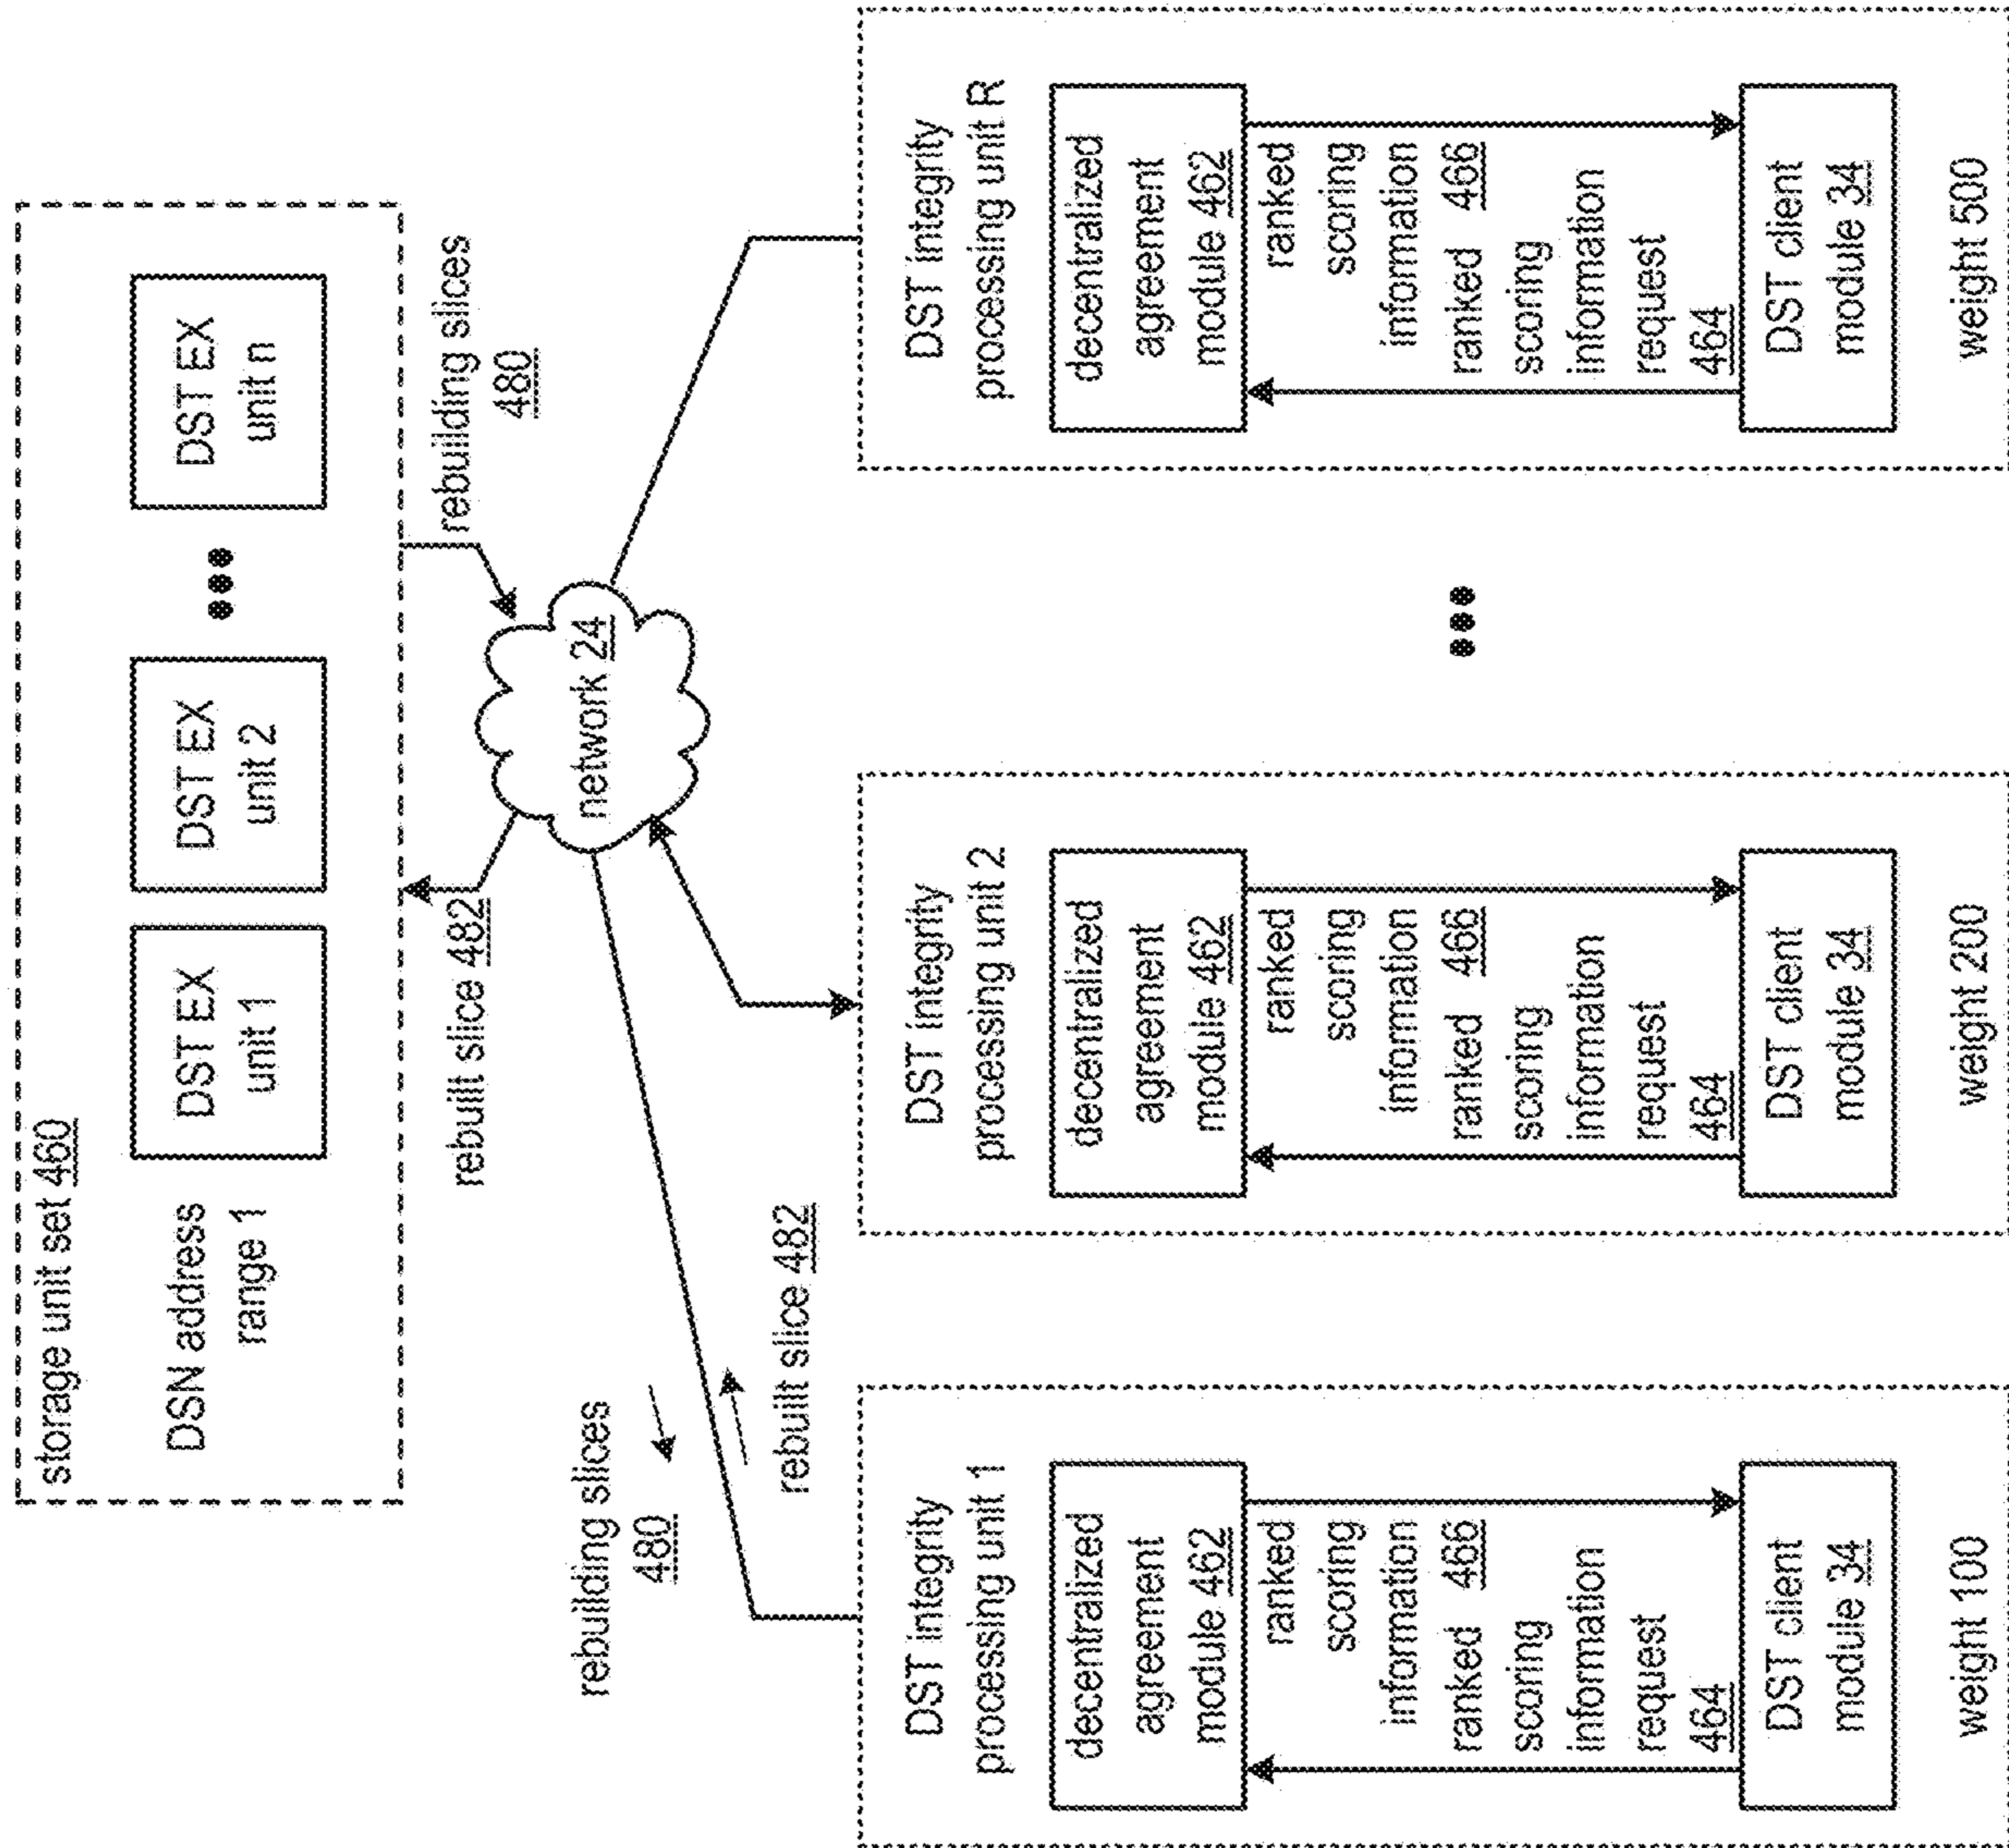 storage unit set 460
DSN address
range 1
DST EX
unit 1
DST EX
unit 2
DST EX
unit n
rebuilt slice 482
rebuilding slices
480
network 24
rebuilding slices
480
rebuilt slice 482
DST integrity
processing unit 1
decentralized
agreement
module 462
ranked
scoring
information
ranked 466
scoring
information
request
464
DST client
module 34
weight 100
DST integrity
processing unit 2
decentralized
agreement
module 462
ranked
scoring
information
ranked 466
scoring
information
request
464
DST client
module 34
weight 200
DST integrity
processing unit R
decentralized
agreement
module 462
ranked
scoring
information
ranked 466
scoring
information
request
464
DST client
module 34
weight 500